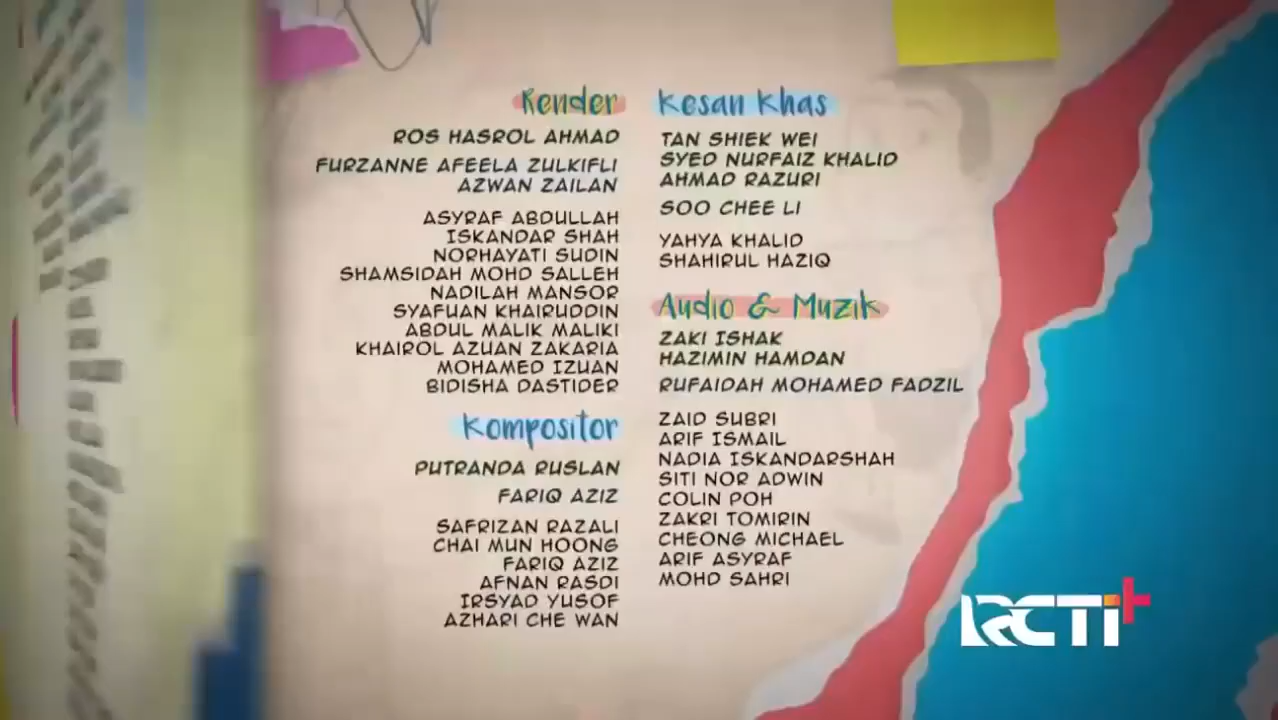 Render
ROS HASROL AHMAD
FURZANNE AFEELA ZULKIFLI
AZWAN ZAILAN
ASYRAF ABDULLAH
ISKANDAR SHAH
NORHAYATI SUDIN
SHAMSIDAH MOHD SALLEH
NADILAH MANSOR
SYAFUAN KHAIRUDDIN
ABDUL MALIK MALIKI
KHAIROL AZUAN ZAKARIA
MOHAMED IZUAN
BIDISHA DASTIDER
Kompositor
PUTRANDA RUSLAN
FARIQ AZIZ
SAFRIZAN RAZALI
CHAI MUN HOONG
FARIQ AZIZ
AFNAN RASDI
IRSYAD YUSOF
AZHARI CHE WAN
Kesan Khas
TAN SHIEK WEI
SYED NURFAIZ KHALID
AHMAD RAZURI
SOO CHEE LI
YAHYA KHALID
SHAHIRUL HAZIQ
Audio & Muzik
ZAKI ISHAK
HAZIMIN HAMDAN
RUFAIDAH MOHAMED FADZIL
ZAID SUBRI
ARIF ISMAIL
NADIA ISKANDARSHAH
SITI NOR ADWIN
COLIN POH
ZAKRI TOMIRIN
CHEONG MICHAEL
ARIF ASYRAF
MOHD SAHRI
RCTI+